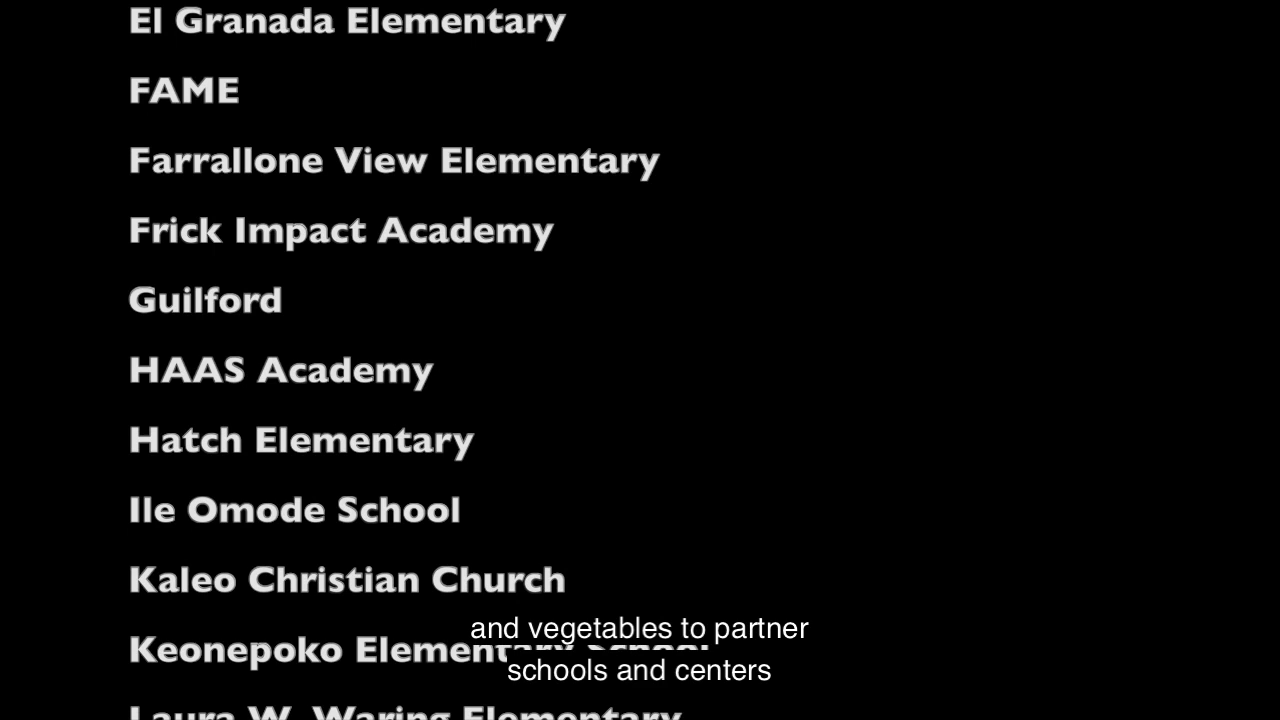 El Granada Elementary
FAME
Farrallone View Elementary
Frick Impact Academy
Guilford
HAAS Academy
Hatch Elementary
Ile Omode School
Kaleo Christian Church
and vegetables to partner
Keonepoko Elementary School
schools and centers
Laura W. Waring Elementary